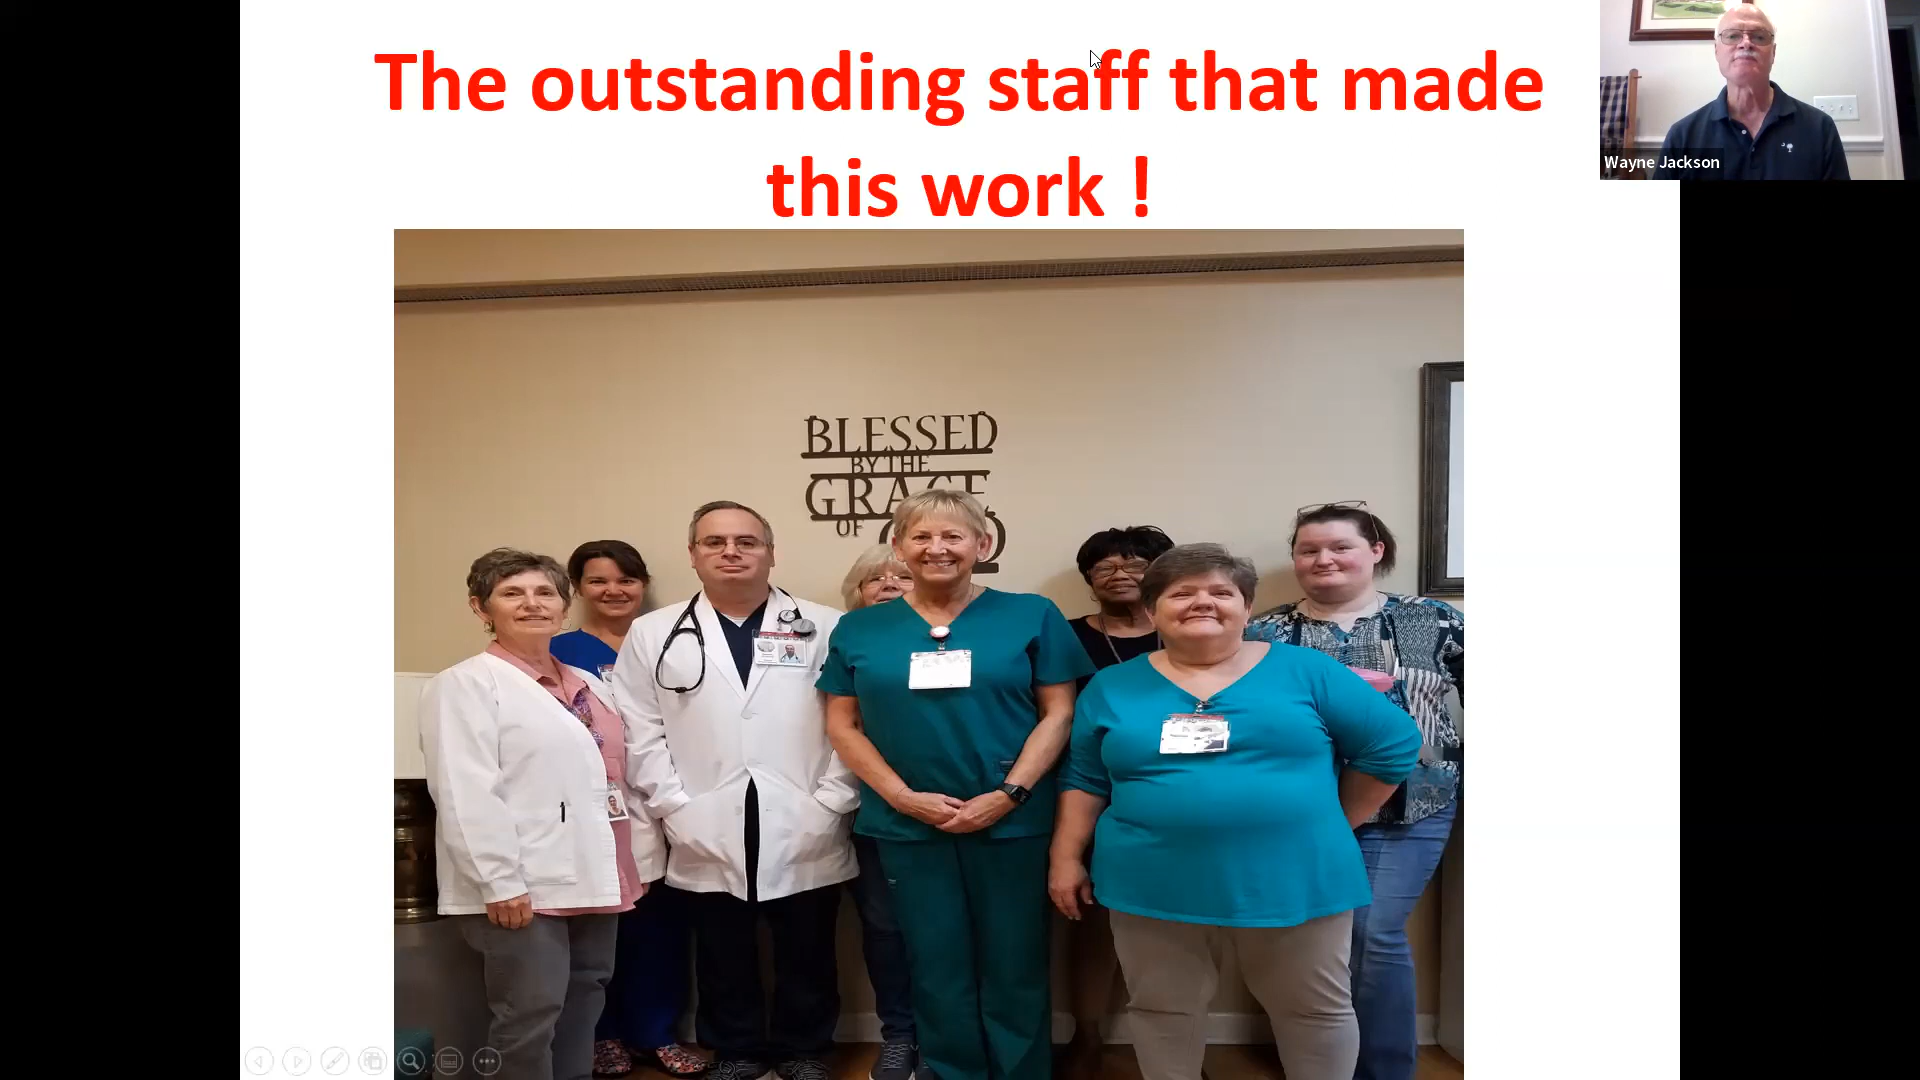 The outstanding staff that made
this work !
Wayne Jackson
BLESSED
BY THE
GRACE
OF